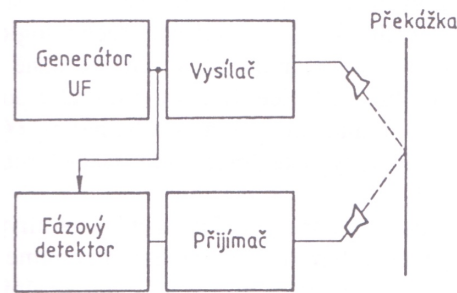 Překážka
Generátor
UF
Vysílač
Fázový
detektor
Přijímač